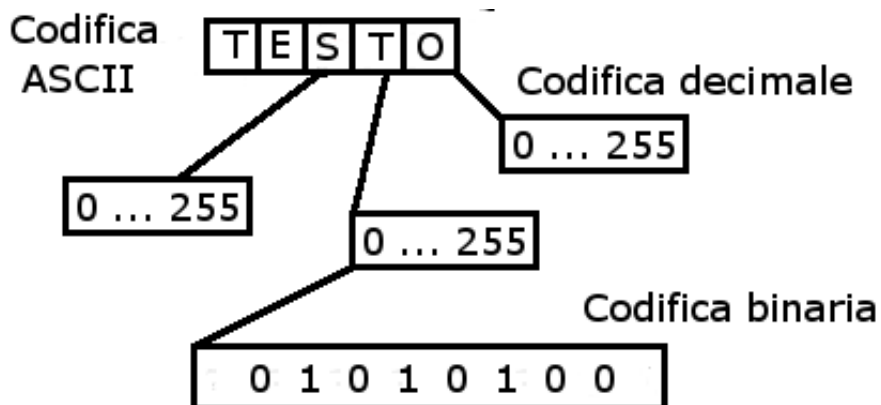 Codifica
ASCII
T E S T O
Codifica decimale
0 ... 255
0 ... 255
0 ... 255
Codifica binaria
0 1 0 1 0 1 0 0